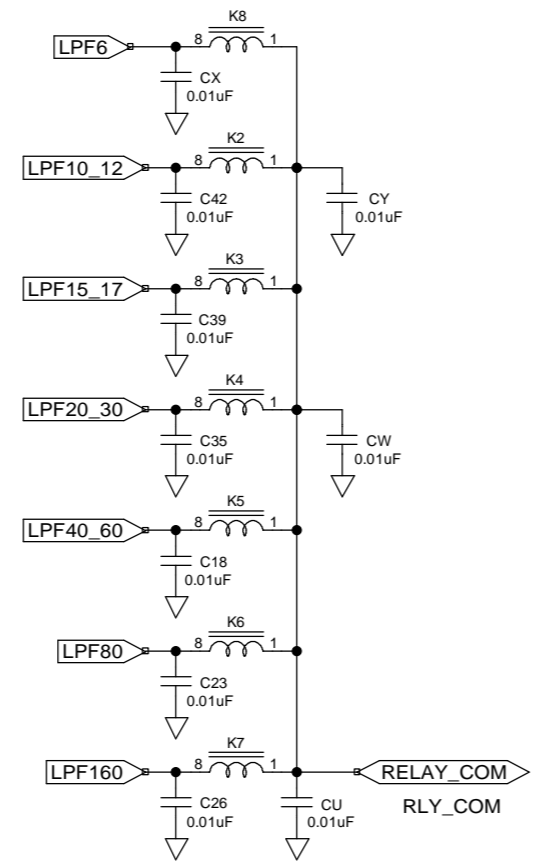 K8
LPF6 8 1
CX
0.01uF
K2
LPF10_12 8 1
C42 CY
0.01uF 0.01uF
K3
LPF15_17 8 1
C39
0.01uF
K4
LPF20_30 8 1
C35 CW
0.01uF 0.01uF
K5
LPF40_60 8 1
C18
0.01uF
K6
LPF80 8 1
C23
0.01uF
K7
LPF160 8 1 RELAY_COM
C26 CU RLY_COM
0.01uF 0.01uF